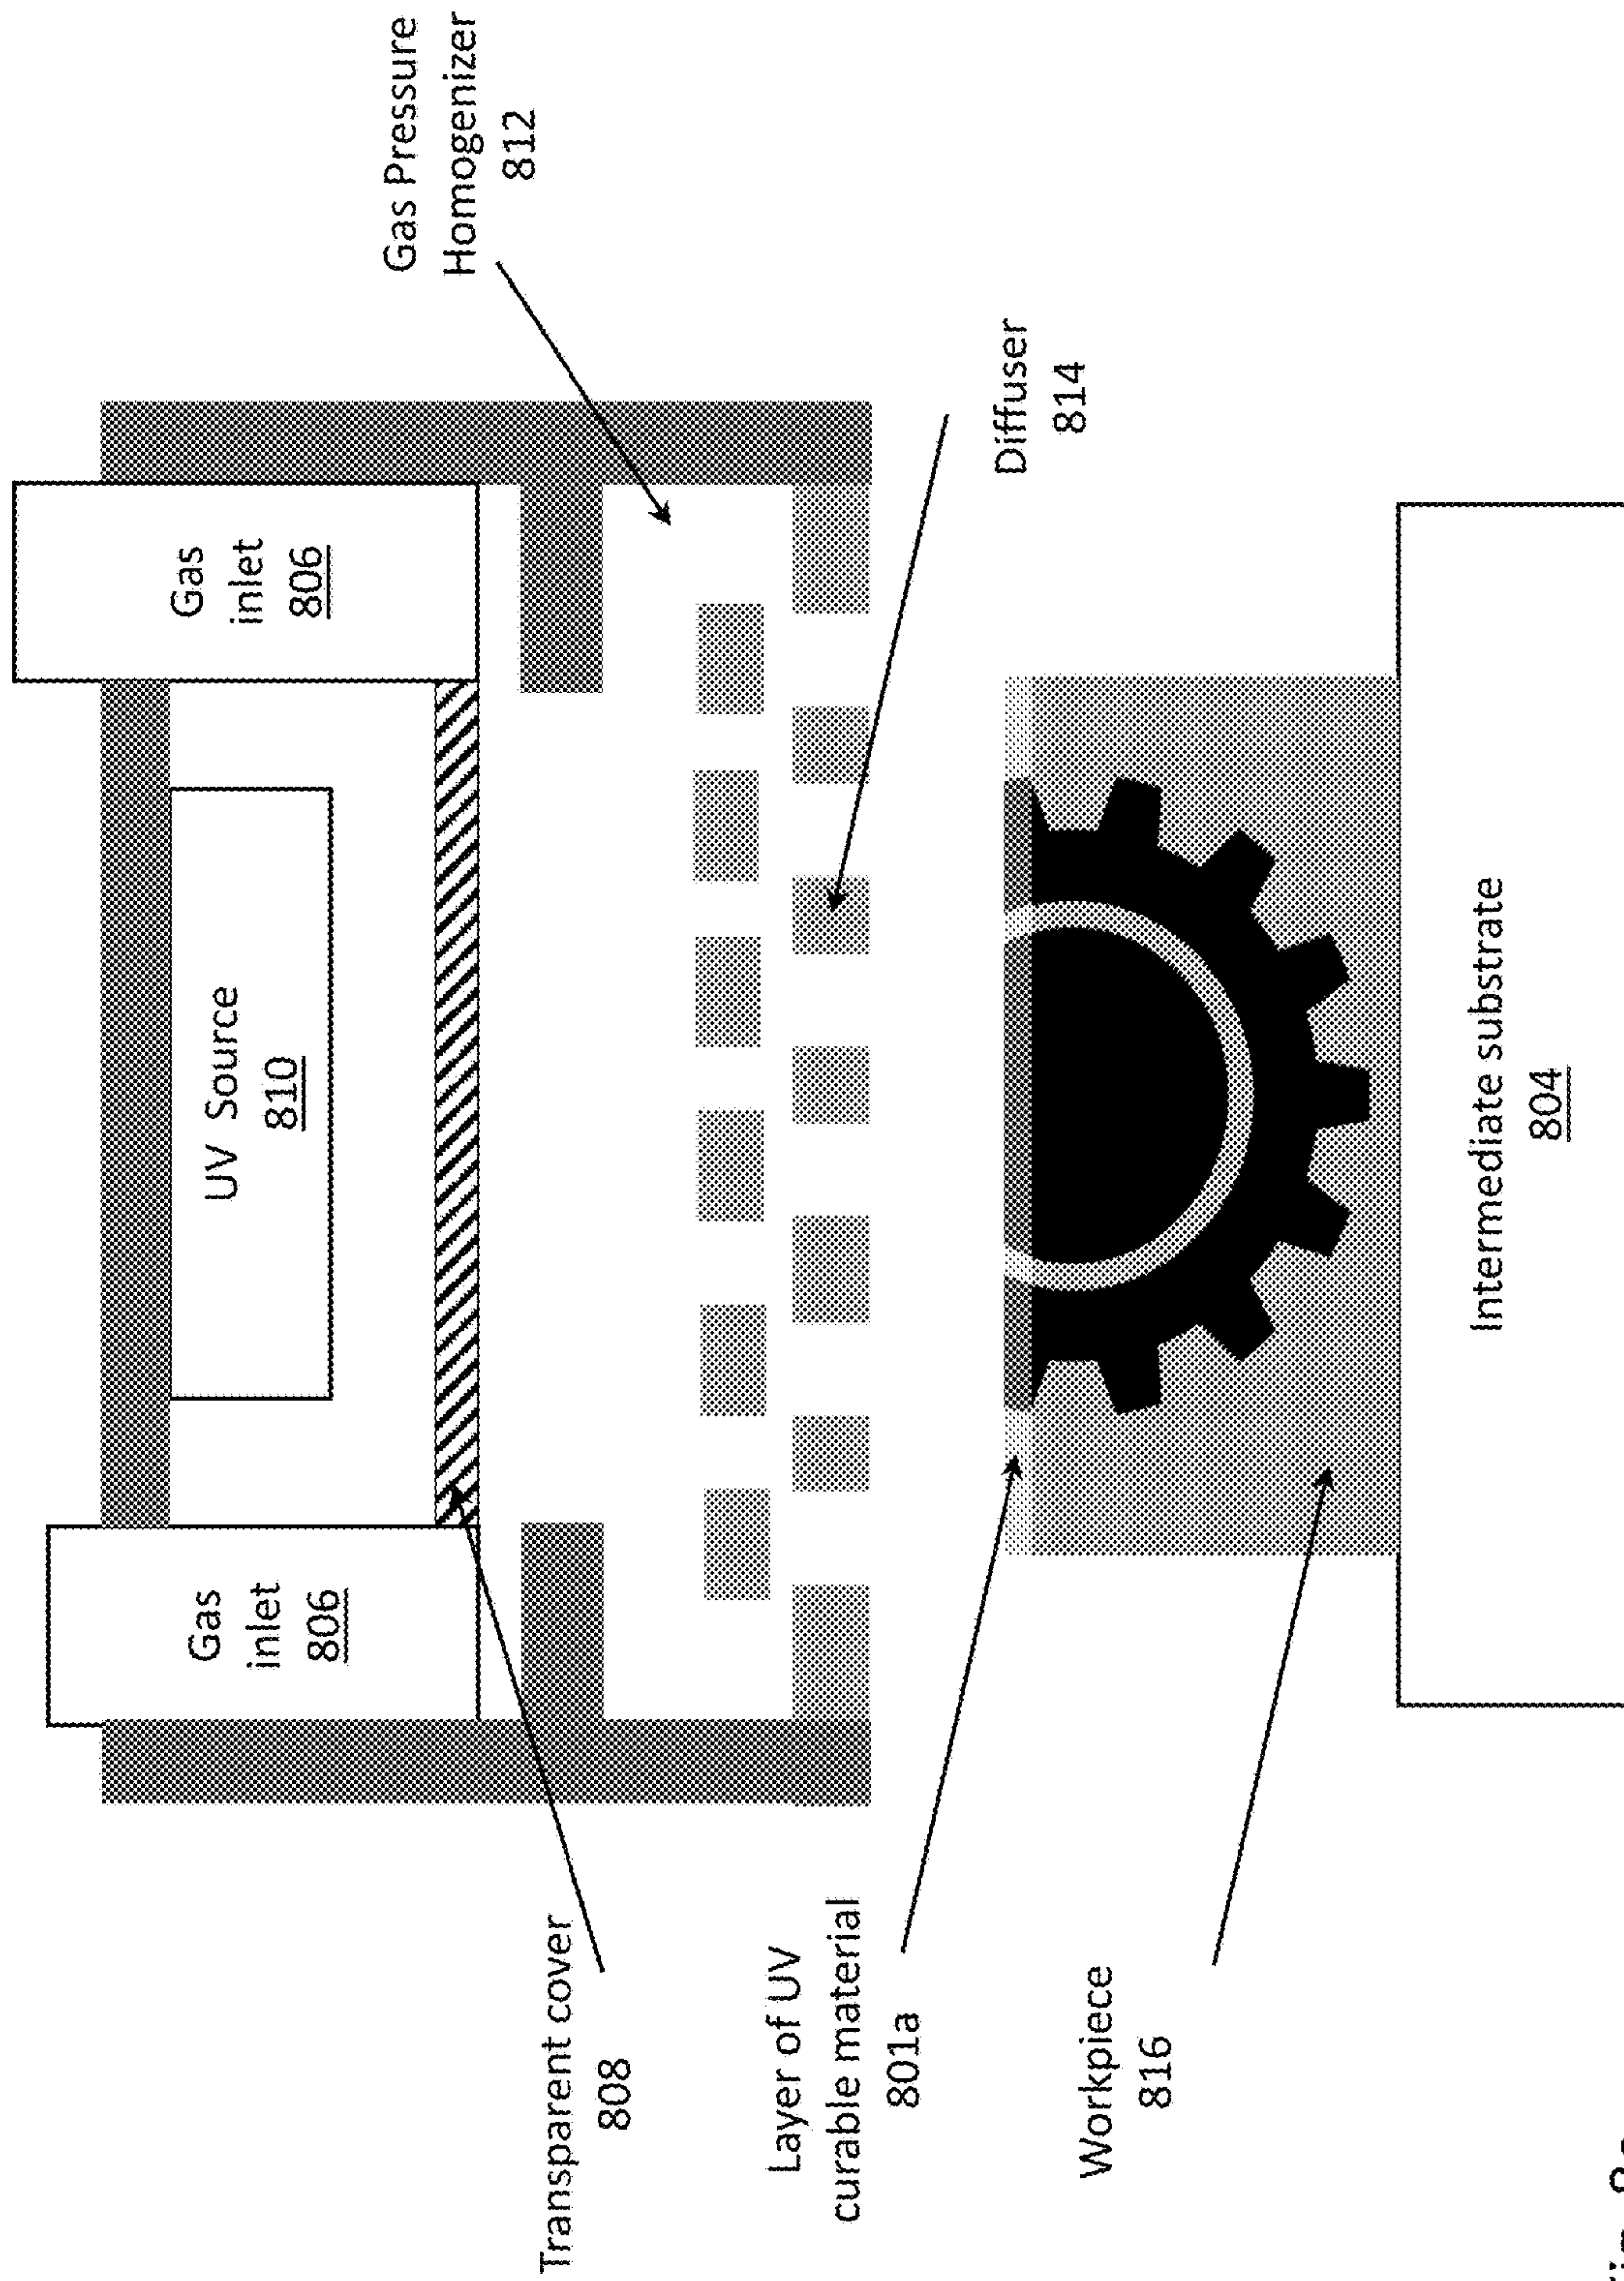 Gas
inlet
806
UV Source
810
Gas
inlet
806
Gas Pressure
Homogenizer
812
Transparent cover
808
Layer of UV
curable material
801a
Diffuser
814
Workpiece
816
Intermediate substrate
804